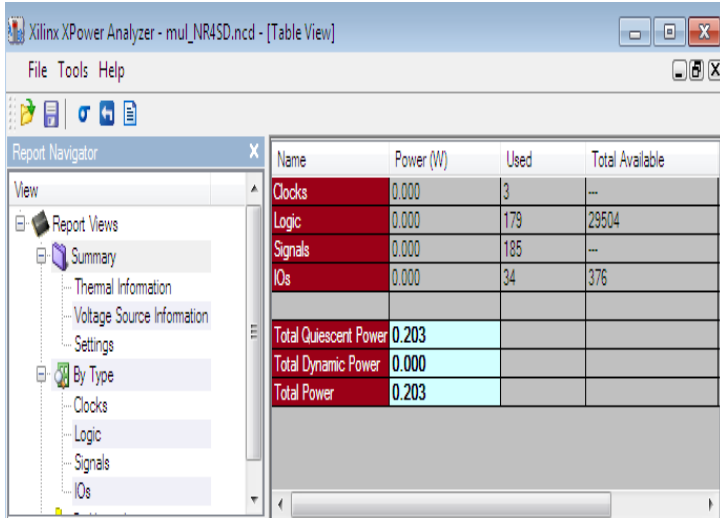 Xilinx XPower Analyzer - mul_NR4SD.ncd - [Table View]
File Tools Help
Report Navigator
View
Report Views
Summary
Thermal Information
Voltage Source Information
Settings
By Type
Clocks
Logic
Signals
IOs
Name Power (W) Used Total Available
Clocks 0.000 3 ---
Logic 0.000 179 29504
Signals 0.000 185 ---
IOs 0.000 34 376
Total Quiescent Power 0.203
Total Dynamic Power 0.000
Total Power 0.203